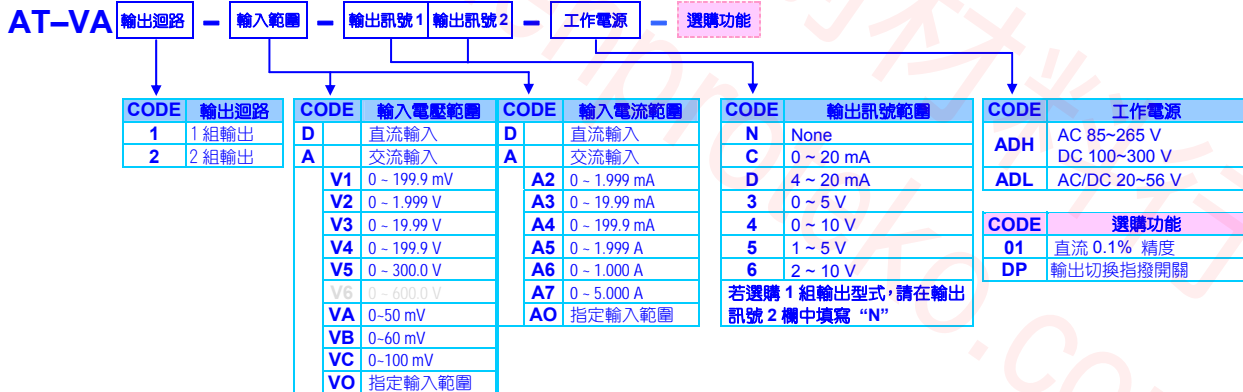 AT–VA 輸出迴路 – 輸入範圍 – 輸出訊號 1 輸出訊號 2 – 工作電源 – 選購功能
CODE 輸出迴路
1 1 組輸出
2 2 組輸出
CODE 輸入電壓範圍
D 直流輸入
A 交流輸入
V1 0 ~ 199.9 mV
V2 0 ~ 1.999 V
V3 0 ~ 19.99 V
V4 0 ~ 199.9 V
V5 0 ~ 300.0 V
V6 0 ~ 600.0 V
VA 0~50 mV
VB 0~60 mV
VC 0~100 mV
VO 指定輸入範圍
CODE 輸入電流範圍
D 直流輸入
A 交流輸入
A2 0 ~ 1.999 mA
A3 0 ~ 19.99 mA
A4 0 ~ 199.9 mA
A5 0 ~ 1.999 A
A6 0 ~ 1.000 A
A7 0 ~ 5.000 A
AO 指定輸入範圍
CODE 輸出訊號範圍
N None
C 0 ~ 20 mA
D 4 ~ 20 mA
3 0 ~ 5 V
4 0 ~ 10 V
5 1 ~ 5 V
6 2 ~ 10 V
若選購 1 組輸出型式，請在輸出
訊號 2 欄中填寫 “N”
CODE 工作電源
ADH AC 85~265 V
DC 100~300 V
ADL AC/DC 20~56 V
CODE 選購功能
01 直流 0.1% 精度
DP 輸出切換指撥開關